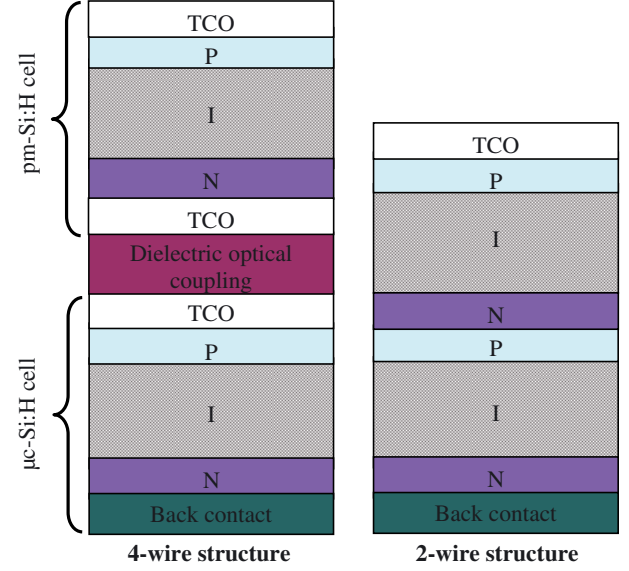 pm-Si:H cell
TCO
P
I
N
TCO
Dielectric optical
coupling
µc-Si:H cell
TCO
P
I
N
Back contact
4-wire structure
TCO
P
I
N
P
I
N
Back contact
2-wire structure